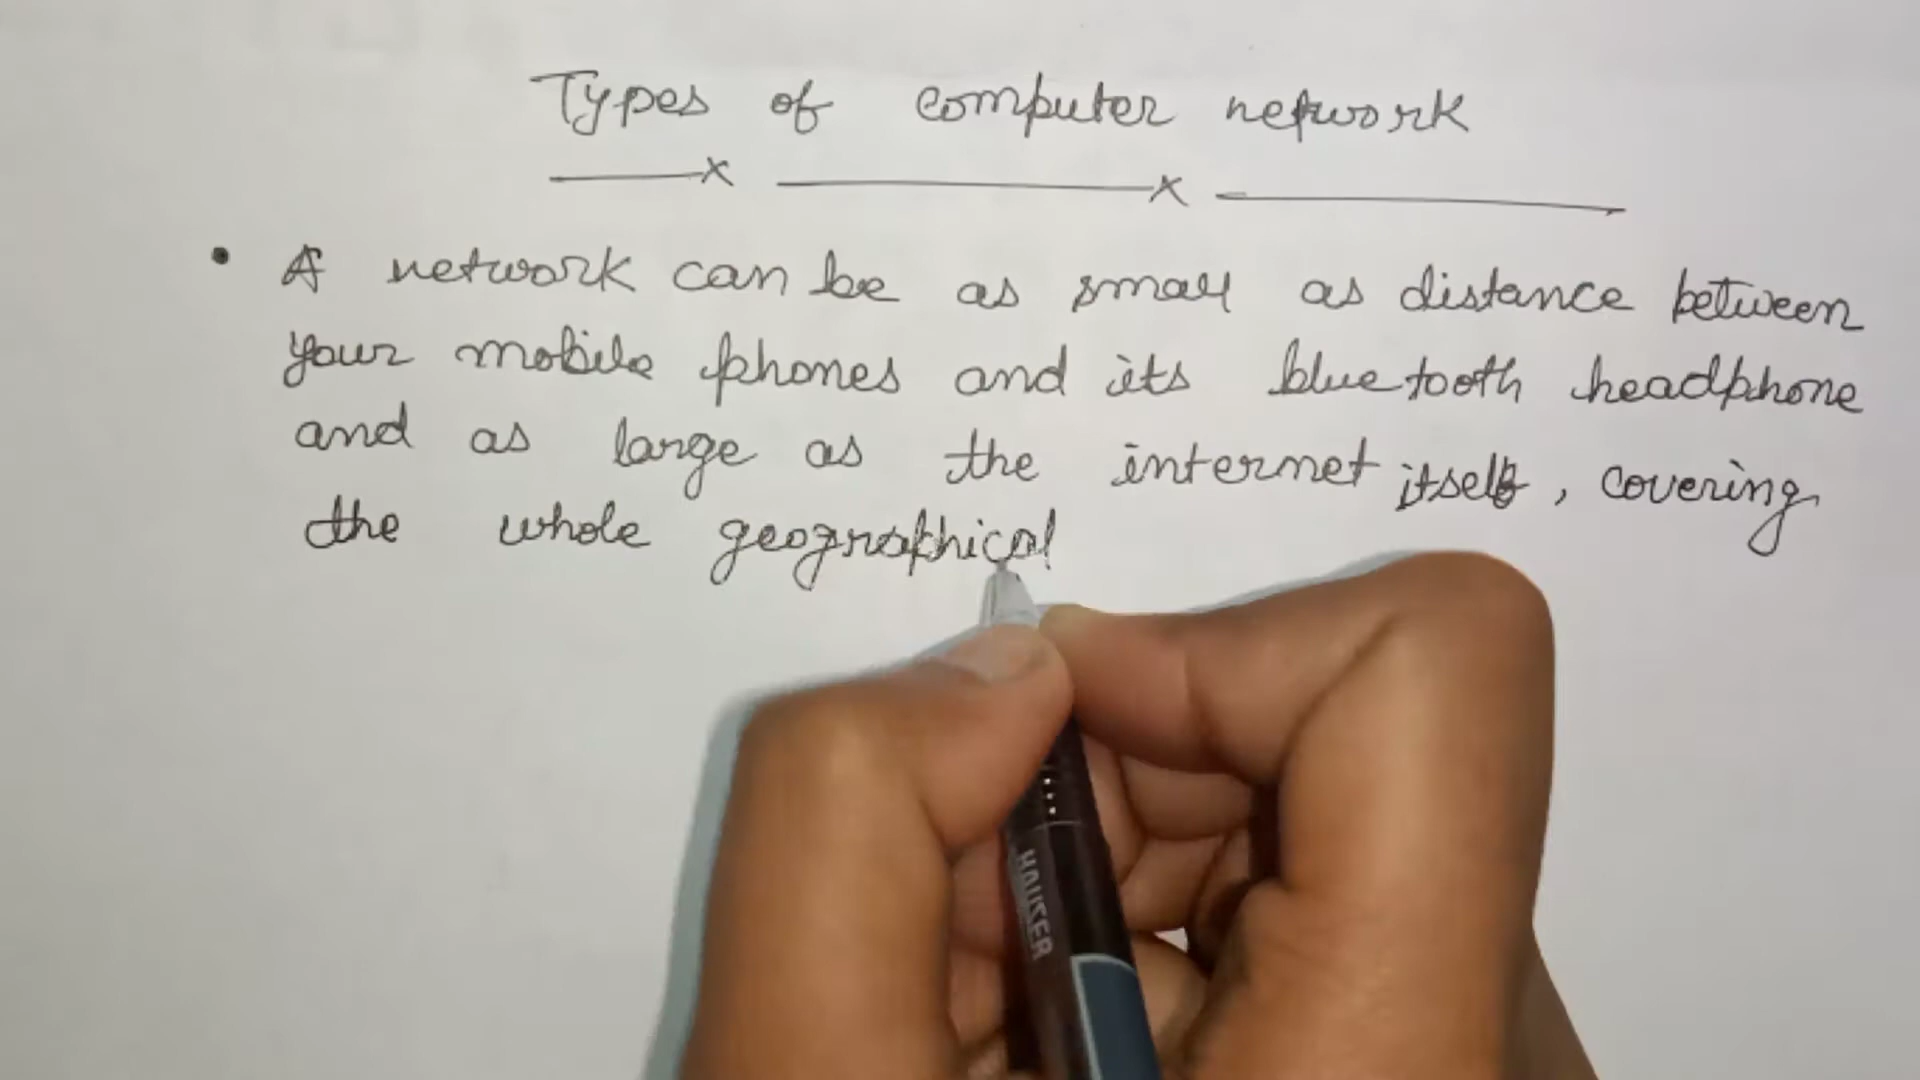 Types of computer network
• A network can be as small as distance between
your mobile phones and its bluetooth headphone
and as large as the internet itself, covering
the whole geographical
HAUSER